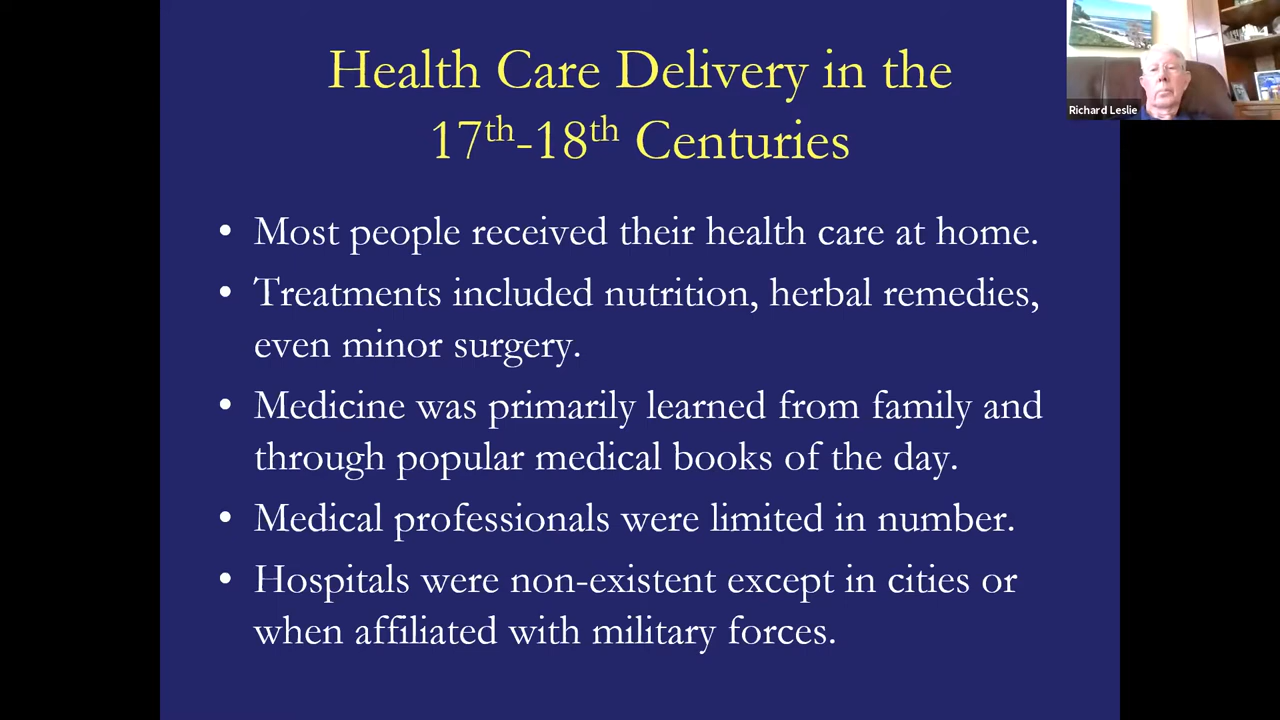 Health Care Delivery in the
17th-18th Centuries
Richard Leslie
• Most people received their health care at home.
• Treatments included nutrition, herbal remedies,
even minor surgery.
• Medicine was primarily learned from family and
through popular medical books of the day.
• Medical professionals were limited in number.
• Hospitals were non-existent except in cities or
when affiliated with military forces.